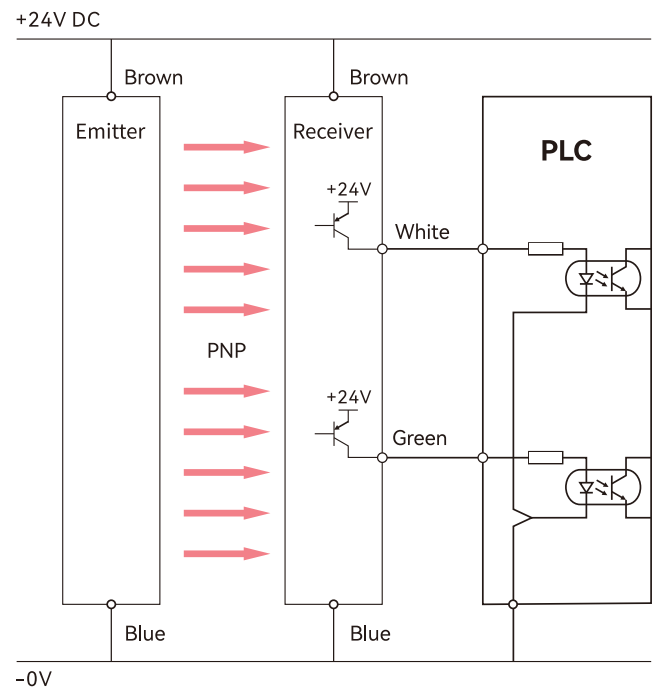 +24V DC
Brown
Brown
Emitter
Receiver
PLC
+24V
White
PNP
+24V
Green
Blue
Blue
-0V